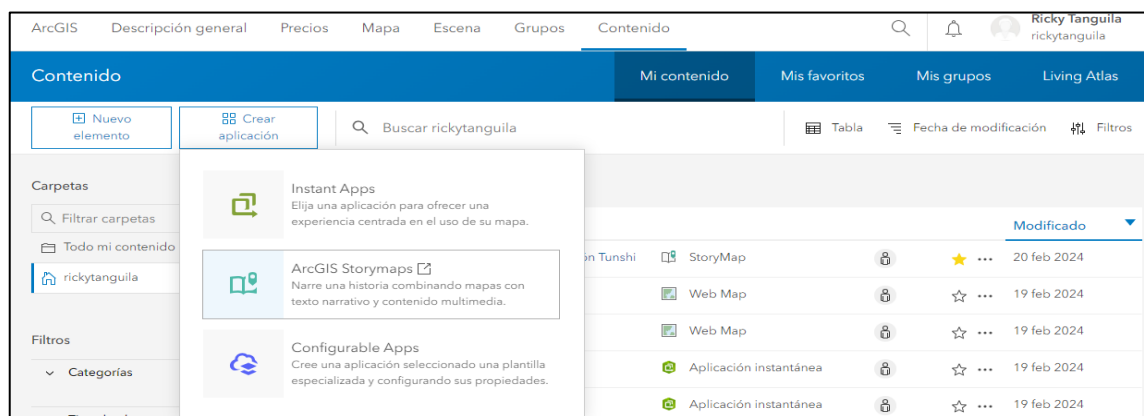 ArcGIS Descripción general Precios Mapa Escena Grupos Contenido Ricky Tanguila
rickytanguila
Contenido Mi contenido Mis favoritos Mis grupos Living Atlas
Nuevo elemento
Crear aplicación
Buscar rickytanguila
Tabla Fecha de modificación Filtros
Carpetas
Filtrar carpetas
Todo mi contenido
rickytanguila
Filtros
Categorías
Instant Apps
Elija una aplicación para ofrecer una
experiencia centrada en el uso de su mapa.
ArcGIS Storymaps
Narre una historia combinando mapas con
texto narrativo y contenido multimedia.
Configurable Apps
Cree una aplicación seleccionado una plantilla
especializada y configurando sus propiedades.
Modificado
Tunshi StoryMap 20 feb 2024
Web Map 19 feb 2024
Web Map 19 feb 2024
Aplicación instantánea 19 feb 2024
Aplicación instantánea 19 feb 2024